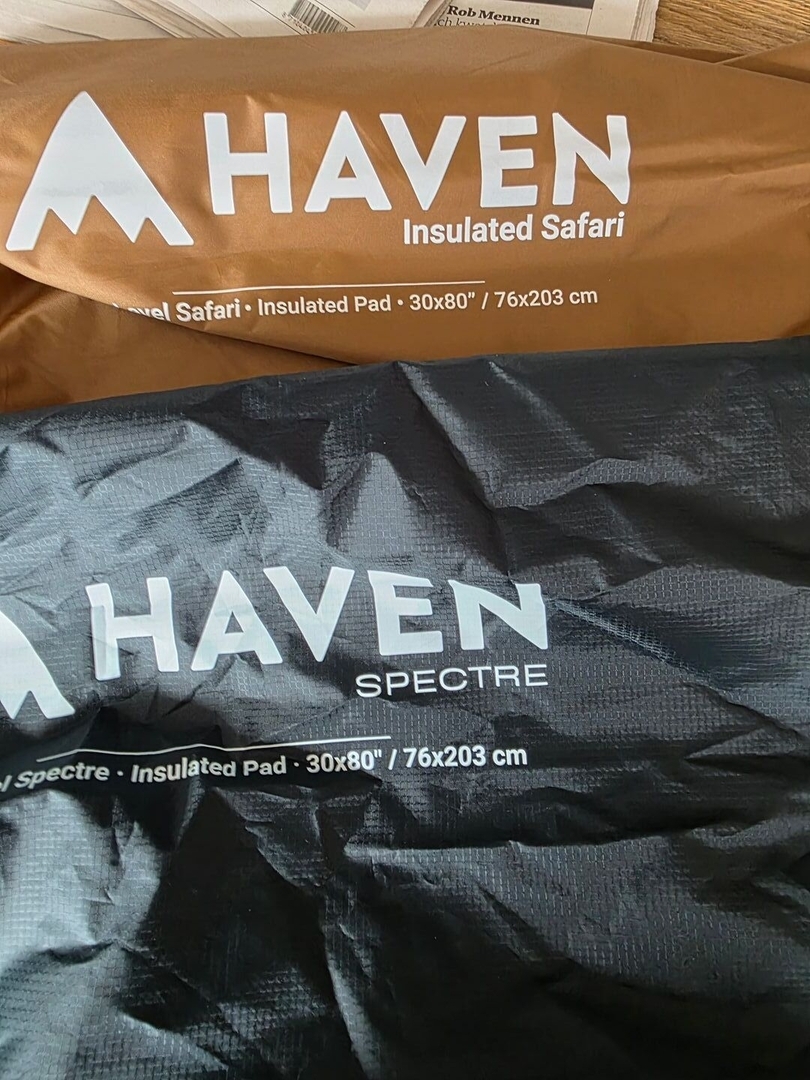 Rob Mennen
HAVEN
Insulated Safari
Safari • Insulated Pad • 30x80" / 76x203 cm
HAVEN
SPECTRE
Spectre · Insulated Pad · 30x80" / 76x203 cm